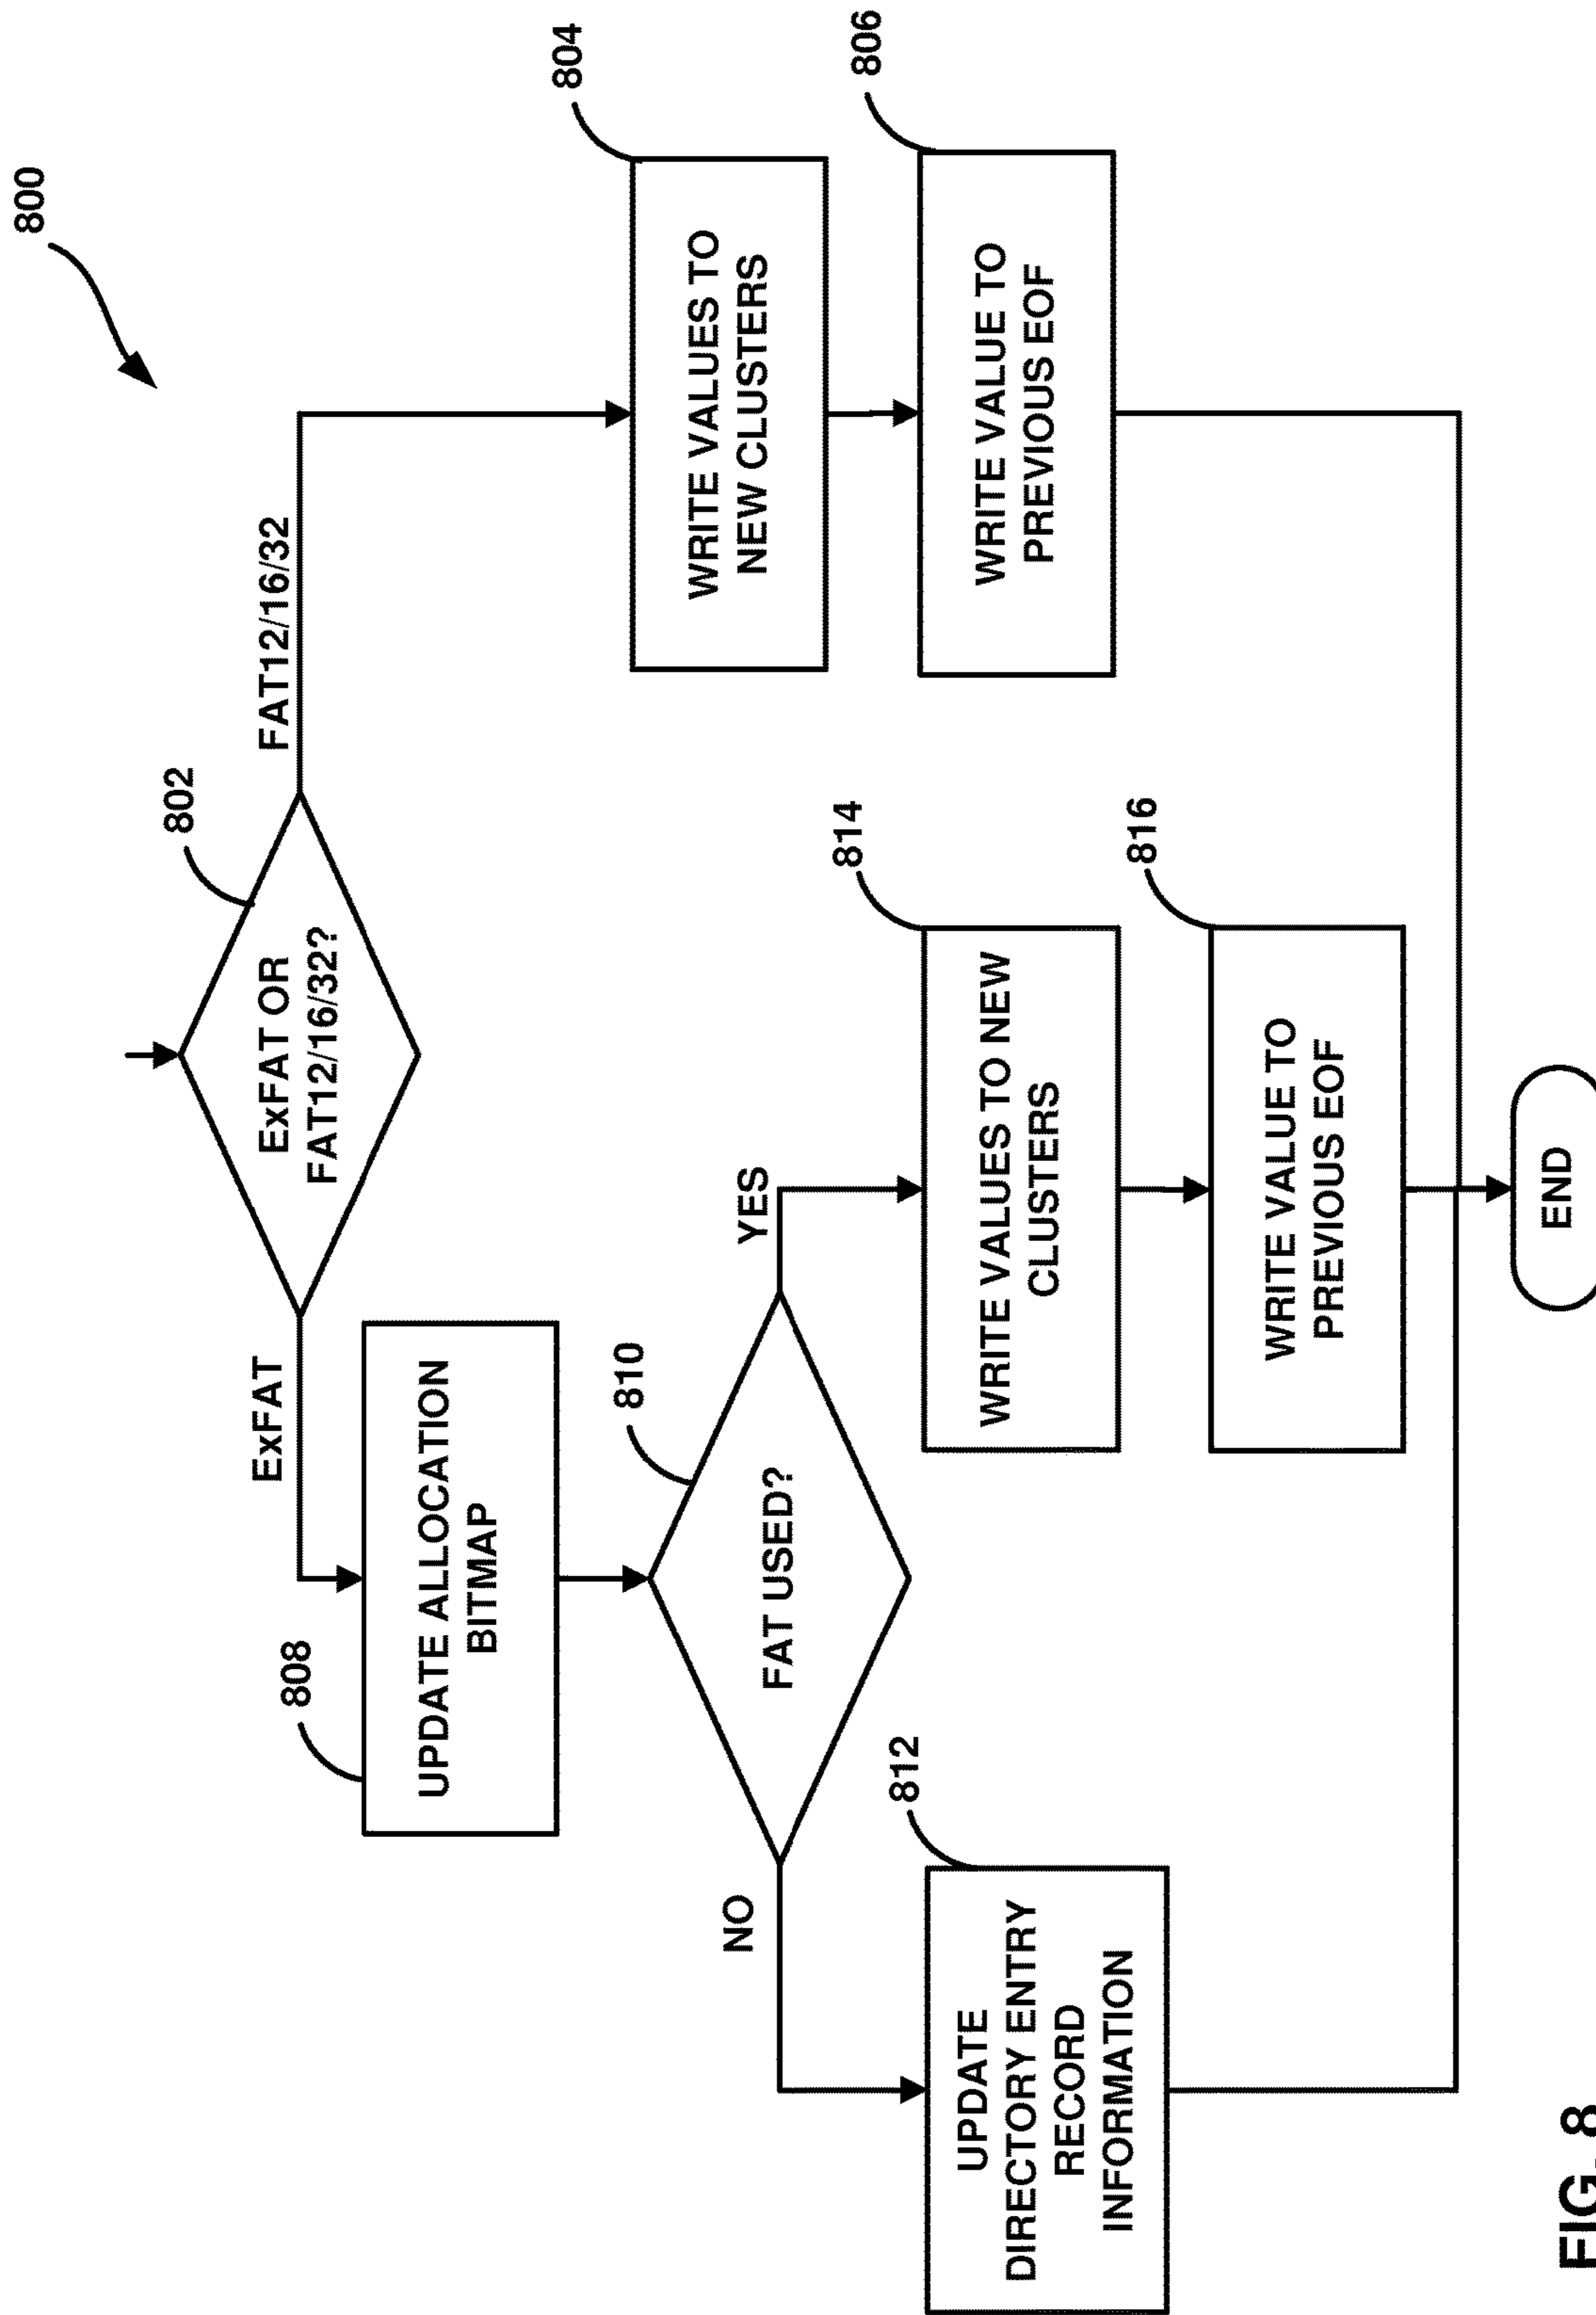 800
802
ExFAT OR
FAT12/16/32?
ExFAT
FAT12/16/32
808
UPDATE ALLOCATION
BITMAP
804
WRITE VALUES TO
NEW CLUSTERS
810
FAT USED?
NO
YES
806
WRITE VALUE TO
PREVIOUS EOF
812
UPDATE
DIRECTORY ENTRY
RECORD
INFORMATION
814
WRITE VALUES TO NEW
CLUSTERS
816
WRITE VALUE TO
PREVIOUS EOF
END
FIG. 8